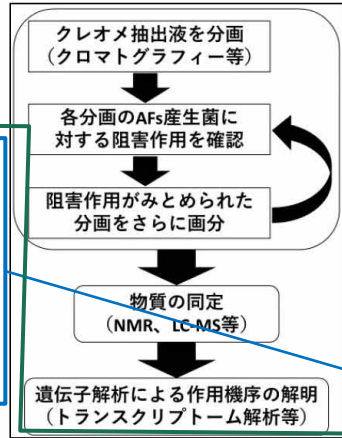 クレオメ抽出液を分画
（クロマトグラフィー等）
各分画のAFs産生菌に
対する阻害作用を確認
阻害作用がみとめられた
分画をさらに画分
物質の同定
（NMR、LC-MS等）
遺伝子解析による作用機序の解明
（トランスクリプトーム解析等）